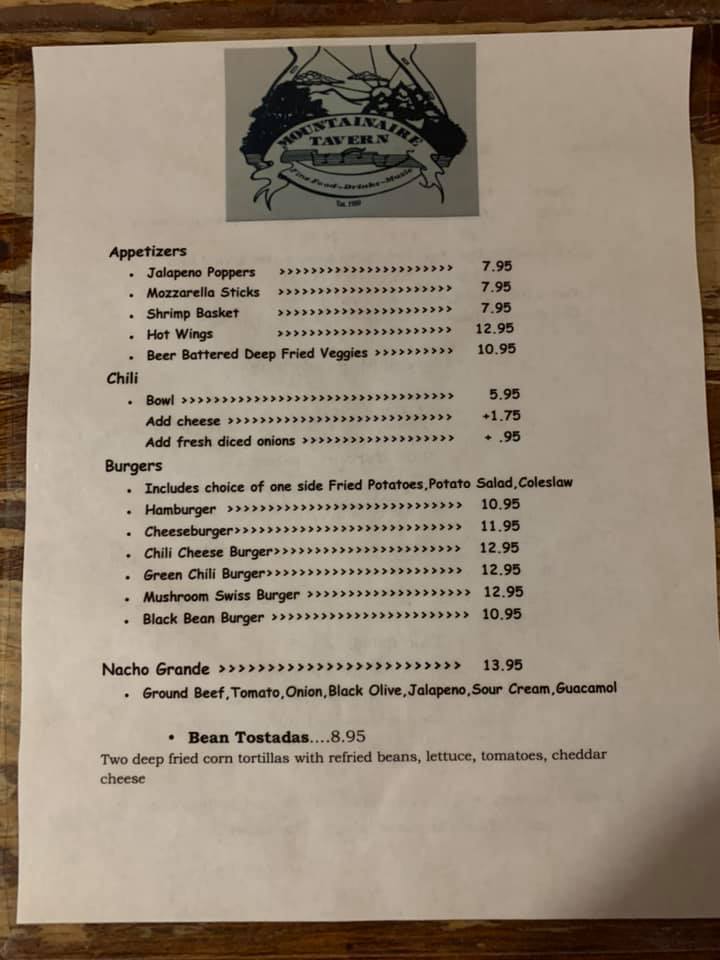 MOUNTAINAIRE
TAVERN
Fine Food~Drinks~Music
Appetizers
• Jalapeno Poppers >>>>>>>>>>>>>>>>>>>>>>> 7.95
• Mozzarella Sticks >>>>>>>>>>>>>>>>>>>>>>> 7.95
• Shrimp Basket >>>>>>>>>>>>>>>>>>>>>>> 7.95
• Hot Wings >>>>>>>>>>>>>>>>>>>>>>> 12.95
• Beer Battered Deep Fried Veggies >>>>>>>>>> 10.95
Chili
• Bowl >>>>>>>>>>>>>>>>>>>>>>>>>>>>>>>>>>> 5.95
Add cheese >>>>>>>>>>>>>>>>>>>>>>>>>>>>> +1.75
Add fresh diced onions >>>>>>>>>>>>>>>>>>>> + .95
Burgers
• Includes choice of one side Fried Potatoes,Potato Salad,Coleslaw
• Hamburger >>>>>>>>>>>>>>>>>>>>>>>>>>>>>>> 10.95
• Cheeseburger>>>>>>>>>>>>>>>>>>>>>>>>>>>>>> 11.95
• Chili Cheese Burger>>>>>>>>>>>>>>>>>>>>>>>> 12.95
• Green Chili Burger>>>>>>>>>>>>>>>>>>>>>>>>>> 12.95
• Mushroom Swiss Burger >>>>>>>>>>>>>>>>>>>>> 12.95
• Black Bean Burger >>>>>>>>>>>>>>>>>>>>>>>>>> 10.95
Nacho Grande >>>>>>>>>>>>>>>>>>>>>>>>>> 13.95
• Ground Beef,Tomato,Onion,Black Olive,Jalapeno,Sour Cream,Guacamol
• Bean Tostadas....8.95
Two deep fried corn tortillas with refried beans, lettuce, tomatoes, cheddar
cheese